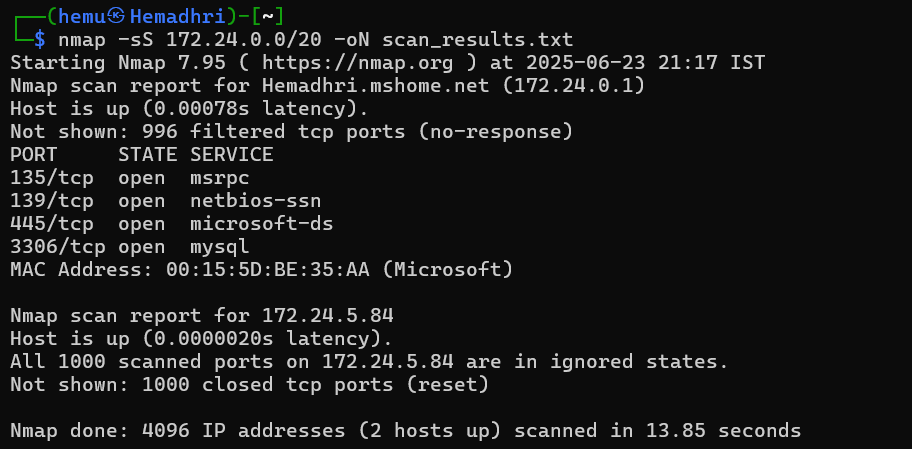 ┌──(hemu㉿Hemadhri)-[~]
└─$ nmap -sS 172.24.0.0/20 -oN scan_results.txt
Starting Nmap 7.95 ( https://nmap.org ) at 2025-06-23 21:17 IST
Nmap scan report for Hemadhri.mshome.net (172.24.0.1)
Host is up (0.00078s latency).
Not shown: 996 filtered tcp ports (no-response)
PORT     STATE SERVICE
135/tcp  open  msrpc
139/tcp  open  netbios-ssn
445/tcp  open  microsoft-ds
3306/tcp open  mysql
MAC Address: 00:15:5D:BE:35:AA (Microsoft)

Nmap scan report for 172.24.5.84
Host is up (0.0000020s latency).
All 1000 scanned ports on 172.24.5.84 are in ignored states.
Not shown: 1000 closed tcp ports (reset)

Nmap done: 4096 IP addresses (2 hosts up) scanned in 13.85 seconds